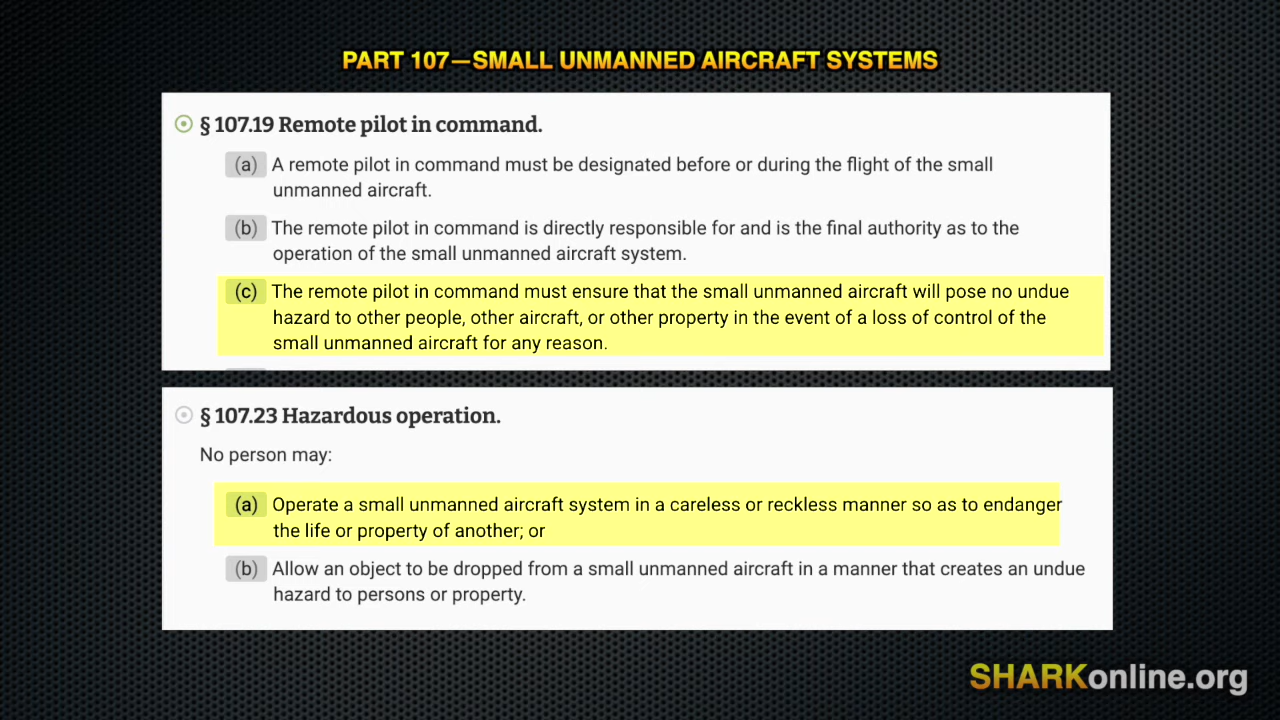 PART 107—SMALL UNMANNED AIRCRAFT SYSTEMS
§ 107.19 Remote pilot in command.
(a) A remote pilot in command must be designated before or during the flight of the small
unmanned aircraft.
(b) The remote pilot in command is directly responsible for and is the final authority as to the
operation of the small unmanned aircraft system.
(c) The remote pilot in command must ensure that the small unmanned aircraft will pose no undue
hazard to other people, other aircraft, or other property in the event of a loss of control of the
small unmanned aircraft for any reason.
§ 107.23 Hazardous operation.
No person may:
(a) Operate a small unmanned aircraft system in a careless or reckless manner so as to endanger
the life or property of another; or
(b) Allow an object to be dropped from a small unmanned aircraft in a manner that creates an undue
hazard to persons or property.
SHARKonline.org